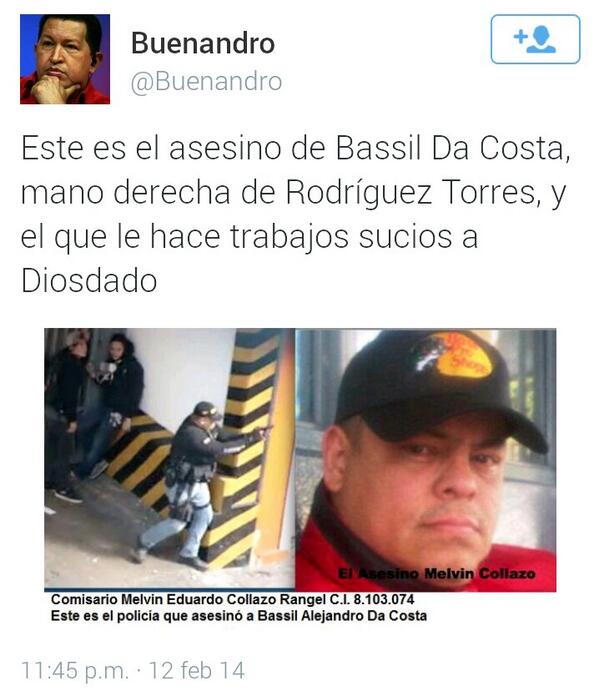 Buenandro
@Buenandro
Este es el asesino de Bassil Da Costa,
mano derecha de Rodríguez Torres, y
el que le hace trabajos sucios a
Diosdado
El Asesino Melvin Collazo
Comisario Melvin Eduardo Collazo Rangel C.I. 8.103.074
Este es el policía que asesinó a Bassil Alejandro Da Costa
11:45 p.m. · 12 feb 14